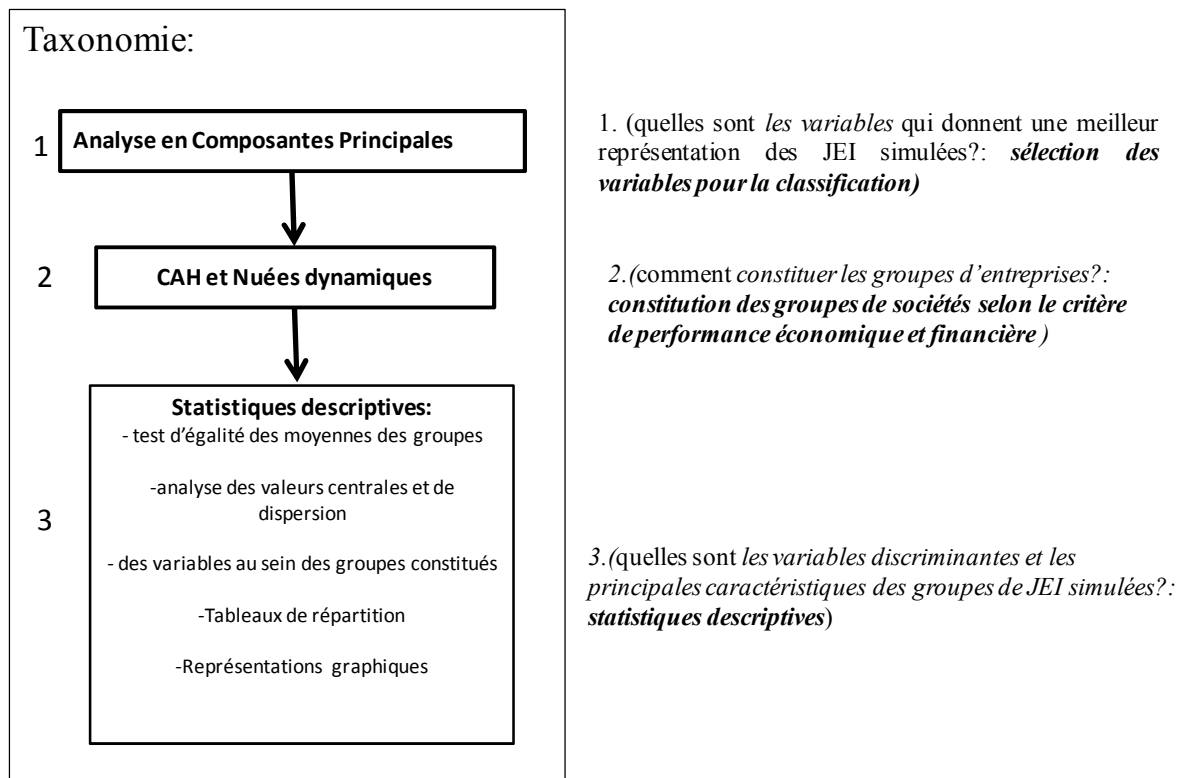 Taxonomie:
1
Analyse en Composantes Principales
1. (quelles sont les variables qui donnent une meilleur
représentation des JEI simulées?: sélection des
variables pour la classification)
2
CAH et Nuées dynamiques
2.(comment constituer les groupes d'entreprises?:
constitution des groupes de sociétés selon le critère
de performance économique et financière )
3
Statistiques descriptives:
- test d'égalité des moyennes des groupes
-analyse des valeurs centrales et de
dispersion
- des variables au sein des groupes constitués
-Tableaux de répartition
-Représentations graphiques
3.(quelles sont les variables discriminantes et les
principales caractéristiques des groupes de JEI simulées?:
statistiques descriptives)